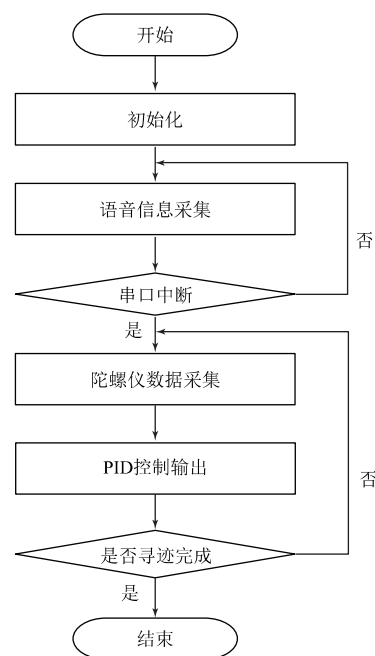 开始
初始化
语音信息采集
否
串口中断
是
陀螺仪数据采集
PID控制输出
否
是否寻迹完成
是
结束